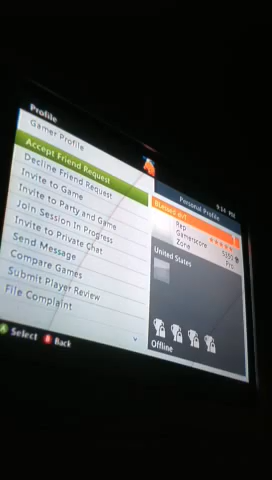 Profile
Gamer Profile
Accept Friend Request
Decline Friend Request
Invite to Game
Invite to Party and Game
Join Session In Progress
Invite to Private Chat
Send Message
Compare Games
Submit Player Review
File Complaint
A Select B Back
PM
Personal Profile
Rep
Gamerscore
Zone
Pro
United States
Offline